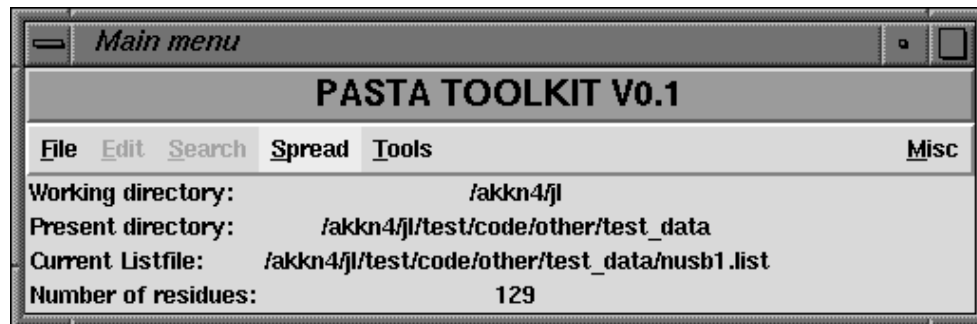 Main menu
PASTA TOOLKIT V0.1
File Edit Search Spread Tools Misc
Working directory: /akkn4/jl
Present directory: /akkn4/jl/test/code/other/test_data
Current Listfile: /akkn4/jl/test/code/other/test_data/nusb1.list
Number of residues: 129